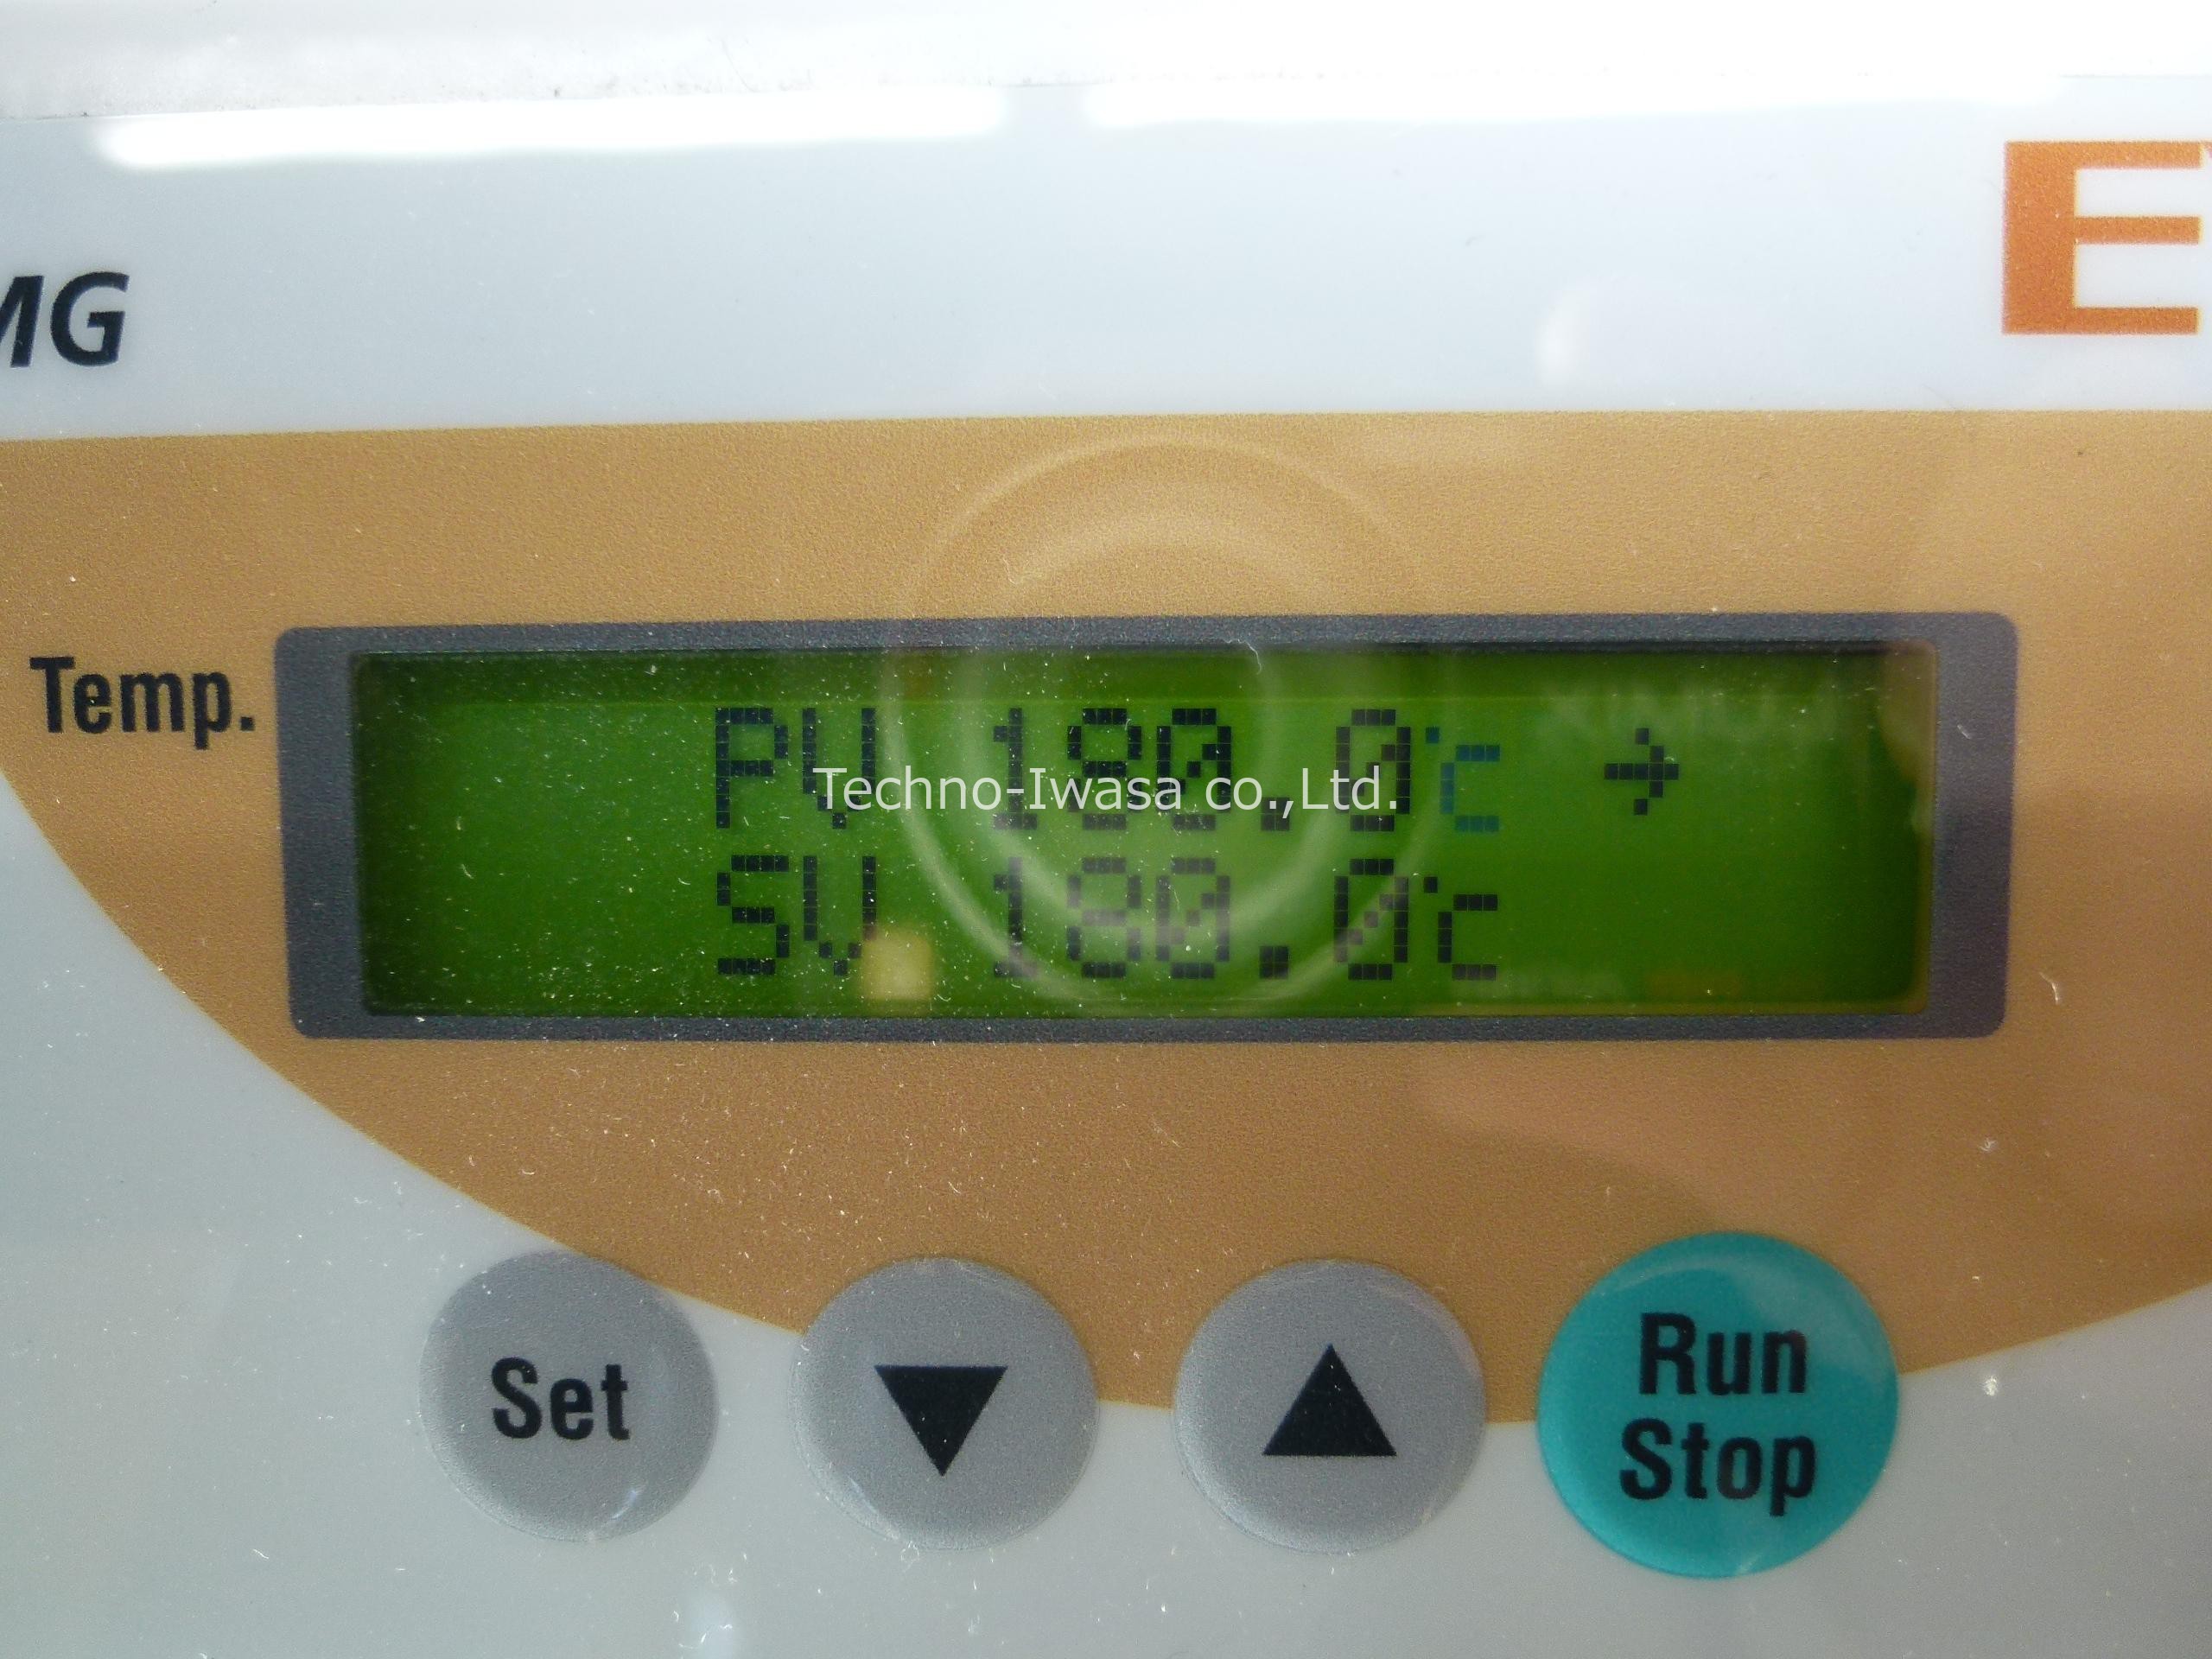 MG
E
Temp.
PV 180.0℃ →
Techno-Iwasa co.,Ltd.
SV 180.0℃
Set ▼ ▲ Run
Stop